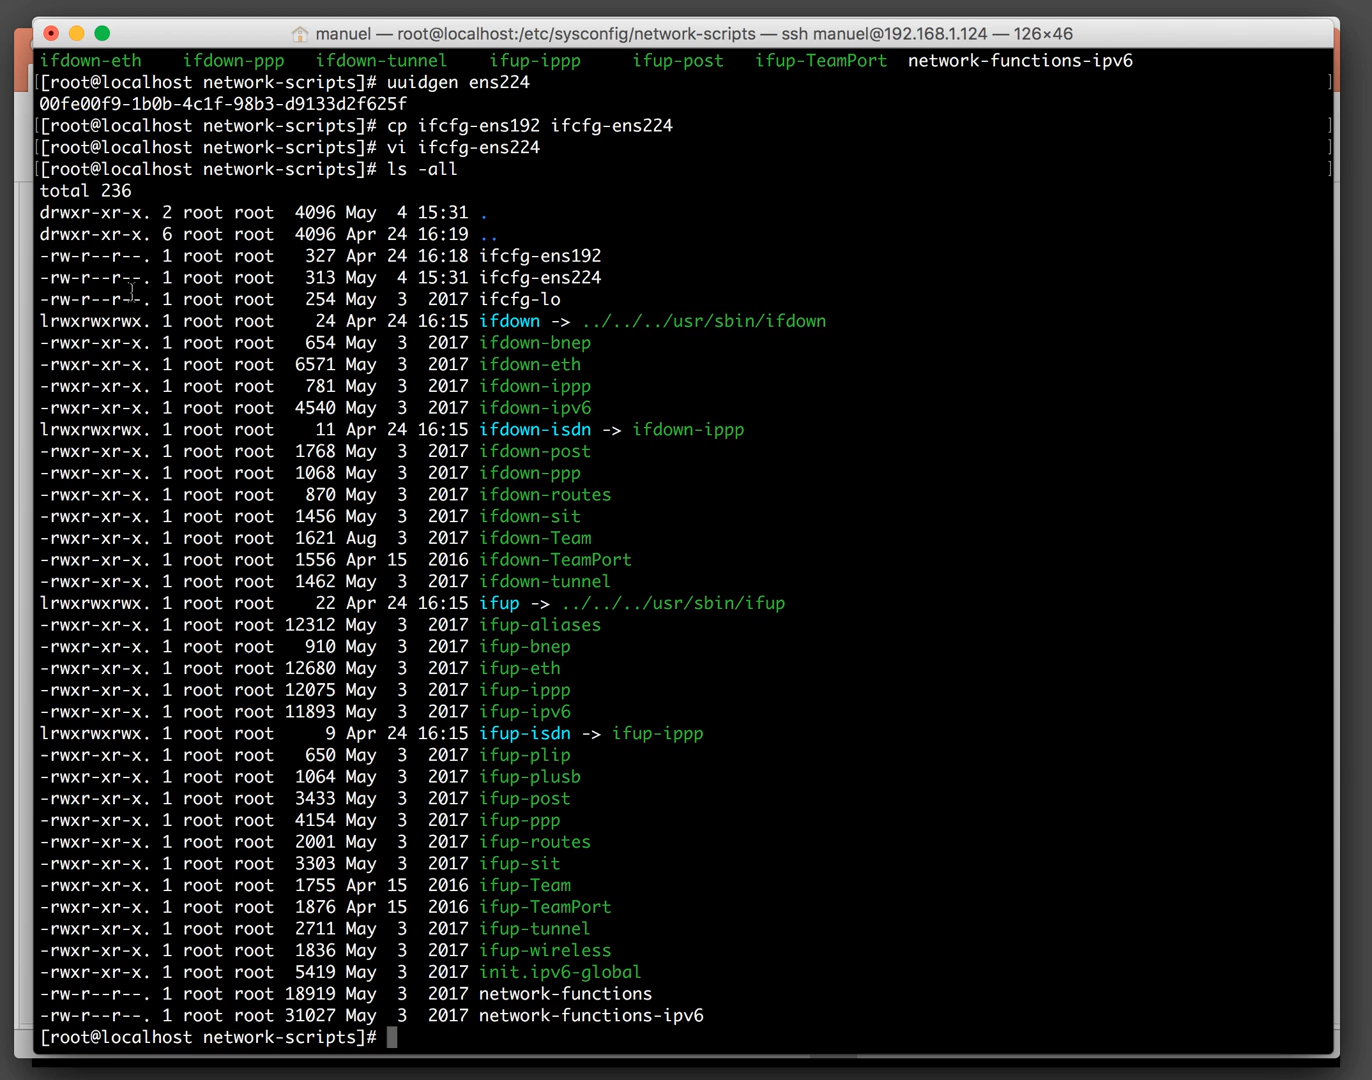 manuel — root@localhost:/etc/sysconfig/network-scripts — ssh manuel@192.168.1.124 — 126×46
ifdown-eth ifdown-ppp ifdown-tunnel ifup-ippp ifup-post ifup-TeamPort network-functions-ipv6
[[root@localhost network-scripts]# uuidgen ens224 ]
00fe00f9-1b0b-4c1f-98b3-d9133d2f625f
[[root@localhost network-scripts]# cp ifcfg-ens192 ifcfg-ens224 ]
[[root@localhost network-scripts]# vi ifcfg-ens224 ]
[[root@localhost network-scripts]# ls -all ]
total 236
drwxr-xr-x. 2 root root 4096 May 4 15:31 .
drwxr-xr-x. 6 root root 4096 Apr 24 16:19 ..
-rw-r--r--. 1 root root 327 Apr 24 16:18 ifcfg-ens192
-rw-r--r--. 1 root root 313 May 4 15:31 ifcfg-ens224
-rw-r--r--. 1 root root 254 May 3 2017 ifcfg-lo
lrwxrwxrwx. 1 root root 24 Apr 24 16:15 ifdown -> ../../../usr/sbin/ifdown
-rwxr-xr-x. 1 root root 654 May 3 2017 ifdown-bnep
-rwxr-xr-x. 1 root root 6571 May 3 2017 ifdown-eth
-rwxr-xr-x. 1 root root 781 May 3 2017 ifdown-ippp
-rwxr-xr-x. 1 root root 4540 May 3 2017 ifdown-ipv6
lrwxrwxrwx. 1 root root 11 Apr 24 16:15 ifdown-isdn -> ifdown-ippp
-rwxr-xr-x. 1 root root 1768 May 3 2017 ifdown-post
-rwxr-xr-x. 1 root root 1068 May 3 2017 ifdown-ppp
-rwxr-xr-x. 1 root root 870 May 3 2017 ifdown-routes
-rwxr-xr-x. 1 root root 1456 May 3 2017 ifdown-sit
-rwxr-xr-x. 1 root root 1621 Aug 3 2017 ifdown-Team
-rwxr-xr-x. 1 root root 1556 Apr 15 2016 ifdown-TeamPort
-rwxr-xr-x. 1 root root 1462 May 3 2017 ifdown-tunnel
lrwxrwxrwx. 1 root root 22 Apr 24 16:15 ifup -> ../../../usr/sbin/ifup
-rwxr-xr-x. 1 root root 12312 May 3 2017 ifup-aliases
-rwxr-xr-x. 1 root root 910 May 3 2017 ifup-bnep
-rwxr-xr-x. 1 root root 12680 May 3 2017 ifup-eth
-rwxr-xr-x. 1 root root 12075 May 3 2017 ifup-ippp
-rwxr-xr-x. 1 root root 11893 May 3 2017 ifup-ipv6
lrwxrwxrwx. 1 root root 9 Apr 24 16:15 ifup-isdn -> ifup-ippp
-rwxr-xr-x. 1 root root 650 May 3 2017 ifup-plip
-rwxr-xr-x. 1 root root 1064 May 3 2017 ifup-plusb
-rwxr-xr-x. 1 root root 3433 May 3 2017 ifup-post
-rwxr-xr-x. 1 root root 4154 May 3 2017 ifup-ppp
-rwxr-xr-x. 1 root root 2001 May 3 2017 ifup-routes
-rwxr-xr-x. 1 root root 3303 May 3 2017 ifup-sit
-rwxr-xr-x. 1 root root 1755 Apr 15 2016 ifup-Team
-rwxr-xr-x. 1 root root 1876 Apr 15 2016 ifup-TeamPort
-rwxr-xr-x. 1 root root 2711 May 3 2017 ifup-tunnel
-rwxr-xr-x. 1 root root 1836 May 3 2017 ifup-wireless
-rwxr-xr-x. 1 root root 5419 May 3 2017 init.ipv6-global
-rw-r--r--. 1 root root 18919 May 3 2017 network-functions
-rw-r--r--. 1 root root 31027 May 3 2017 network-functions-ipv6
[root@localhost network-scripts]#